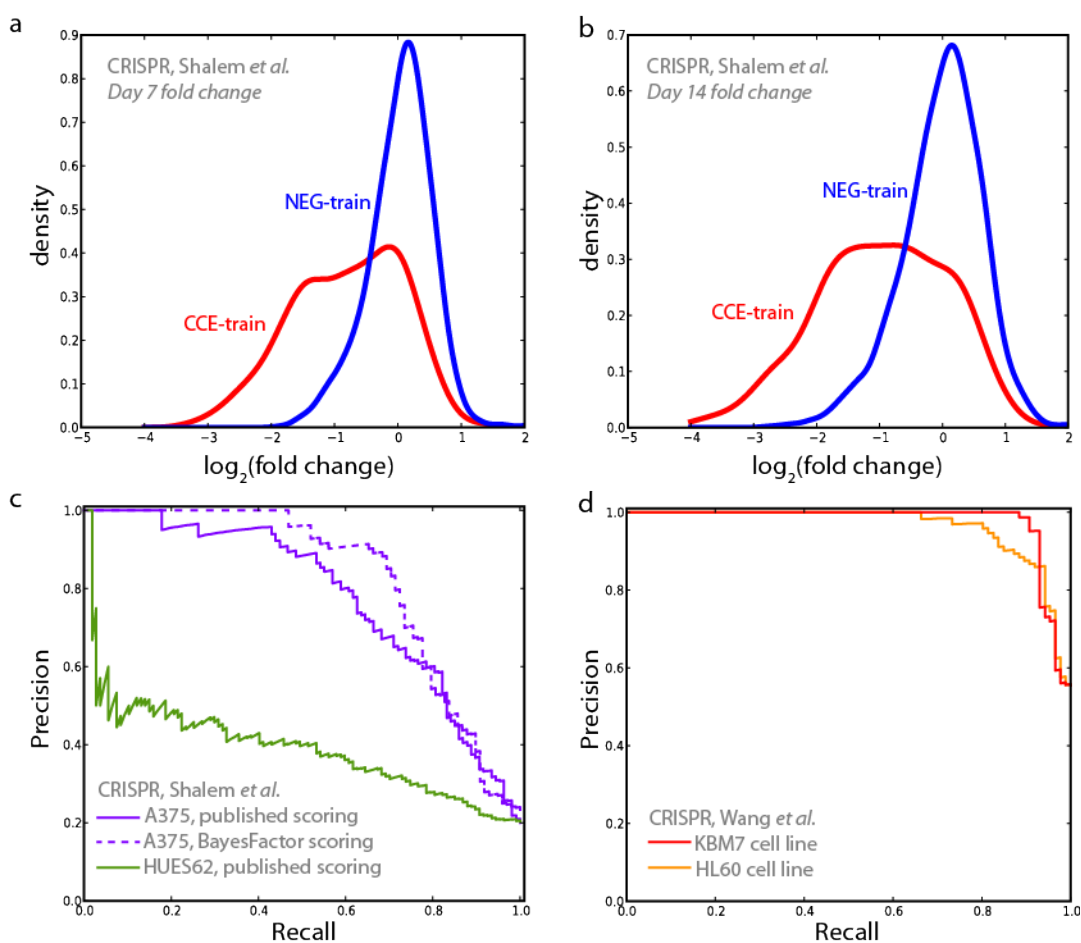 a
CRISPR, Shalem et al.
Day 7 fold change
NEG-train
CCE-train
density
0.9
0.8
0.7
0.6
0.5
0.4
0.3
0.2
0.1
0.0
−5 −4 −3 −2 −1 0 1 2
log2(fold change)
b
CRISPR, Shalem et al.
Day 14 fold change
NEG-train
CCE-train
density
0.7
0.6
0.5
0.4
0.3
0.2
0.1
0.0
−5 −4 −3 −2 −1 0 1 2
log2(fold change)
c
Precision
1.0
0.8
0.6
0.4
0.2
0.0
CRISPR, Shalem et al.
A375, published scoring
A375, BayesFactor scoring
HUES62, published scoring
0.0 0.2 0.4 0.6 0.8 1.0
Recall
d
Precision
1.0
0.8
0.6
0.4
0.2
0.0
CRISPR, Wang et al.
KBM7 cell line
HL60 cell line
0.0 0.2 0.4 0.6 0.8 1.0
Recall